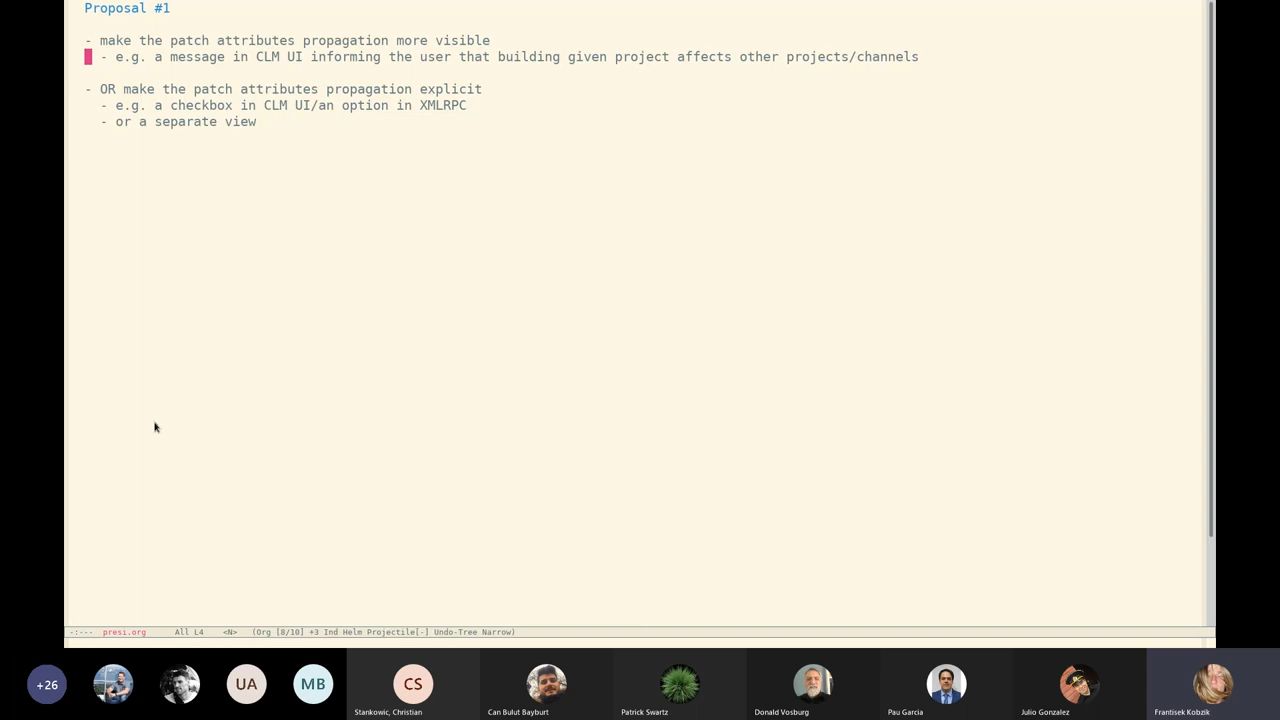 Proposal #1
- make the patch attributes propagation more visible
- e.g. a message in CLM UI informing the user that building given project affects other projects/channels
- OR make the patch attributes propagation explicit
- e.g. a checkbox in CLM UI/an option in XMLRPC
- or a separate view
-:--- presi.org All L4 <N> (Org [8/10] +3 Ind Helm Projectile[-] Undo-Tree Narrow)
+26 UA MB CS
Stankowic, Christian Can Bulut Bayburt Patrick Swartz Donald Vosburg Pau Garcia Julio Gonzalez Frantisek Kobzik